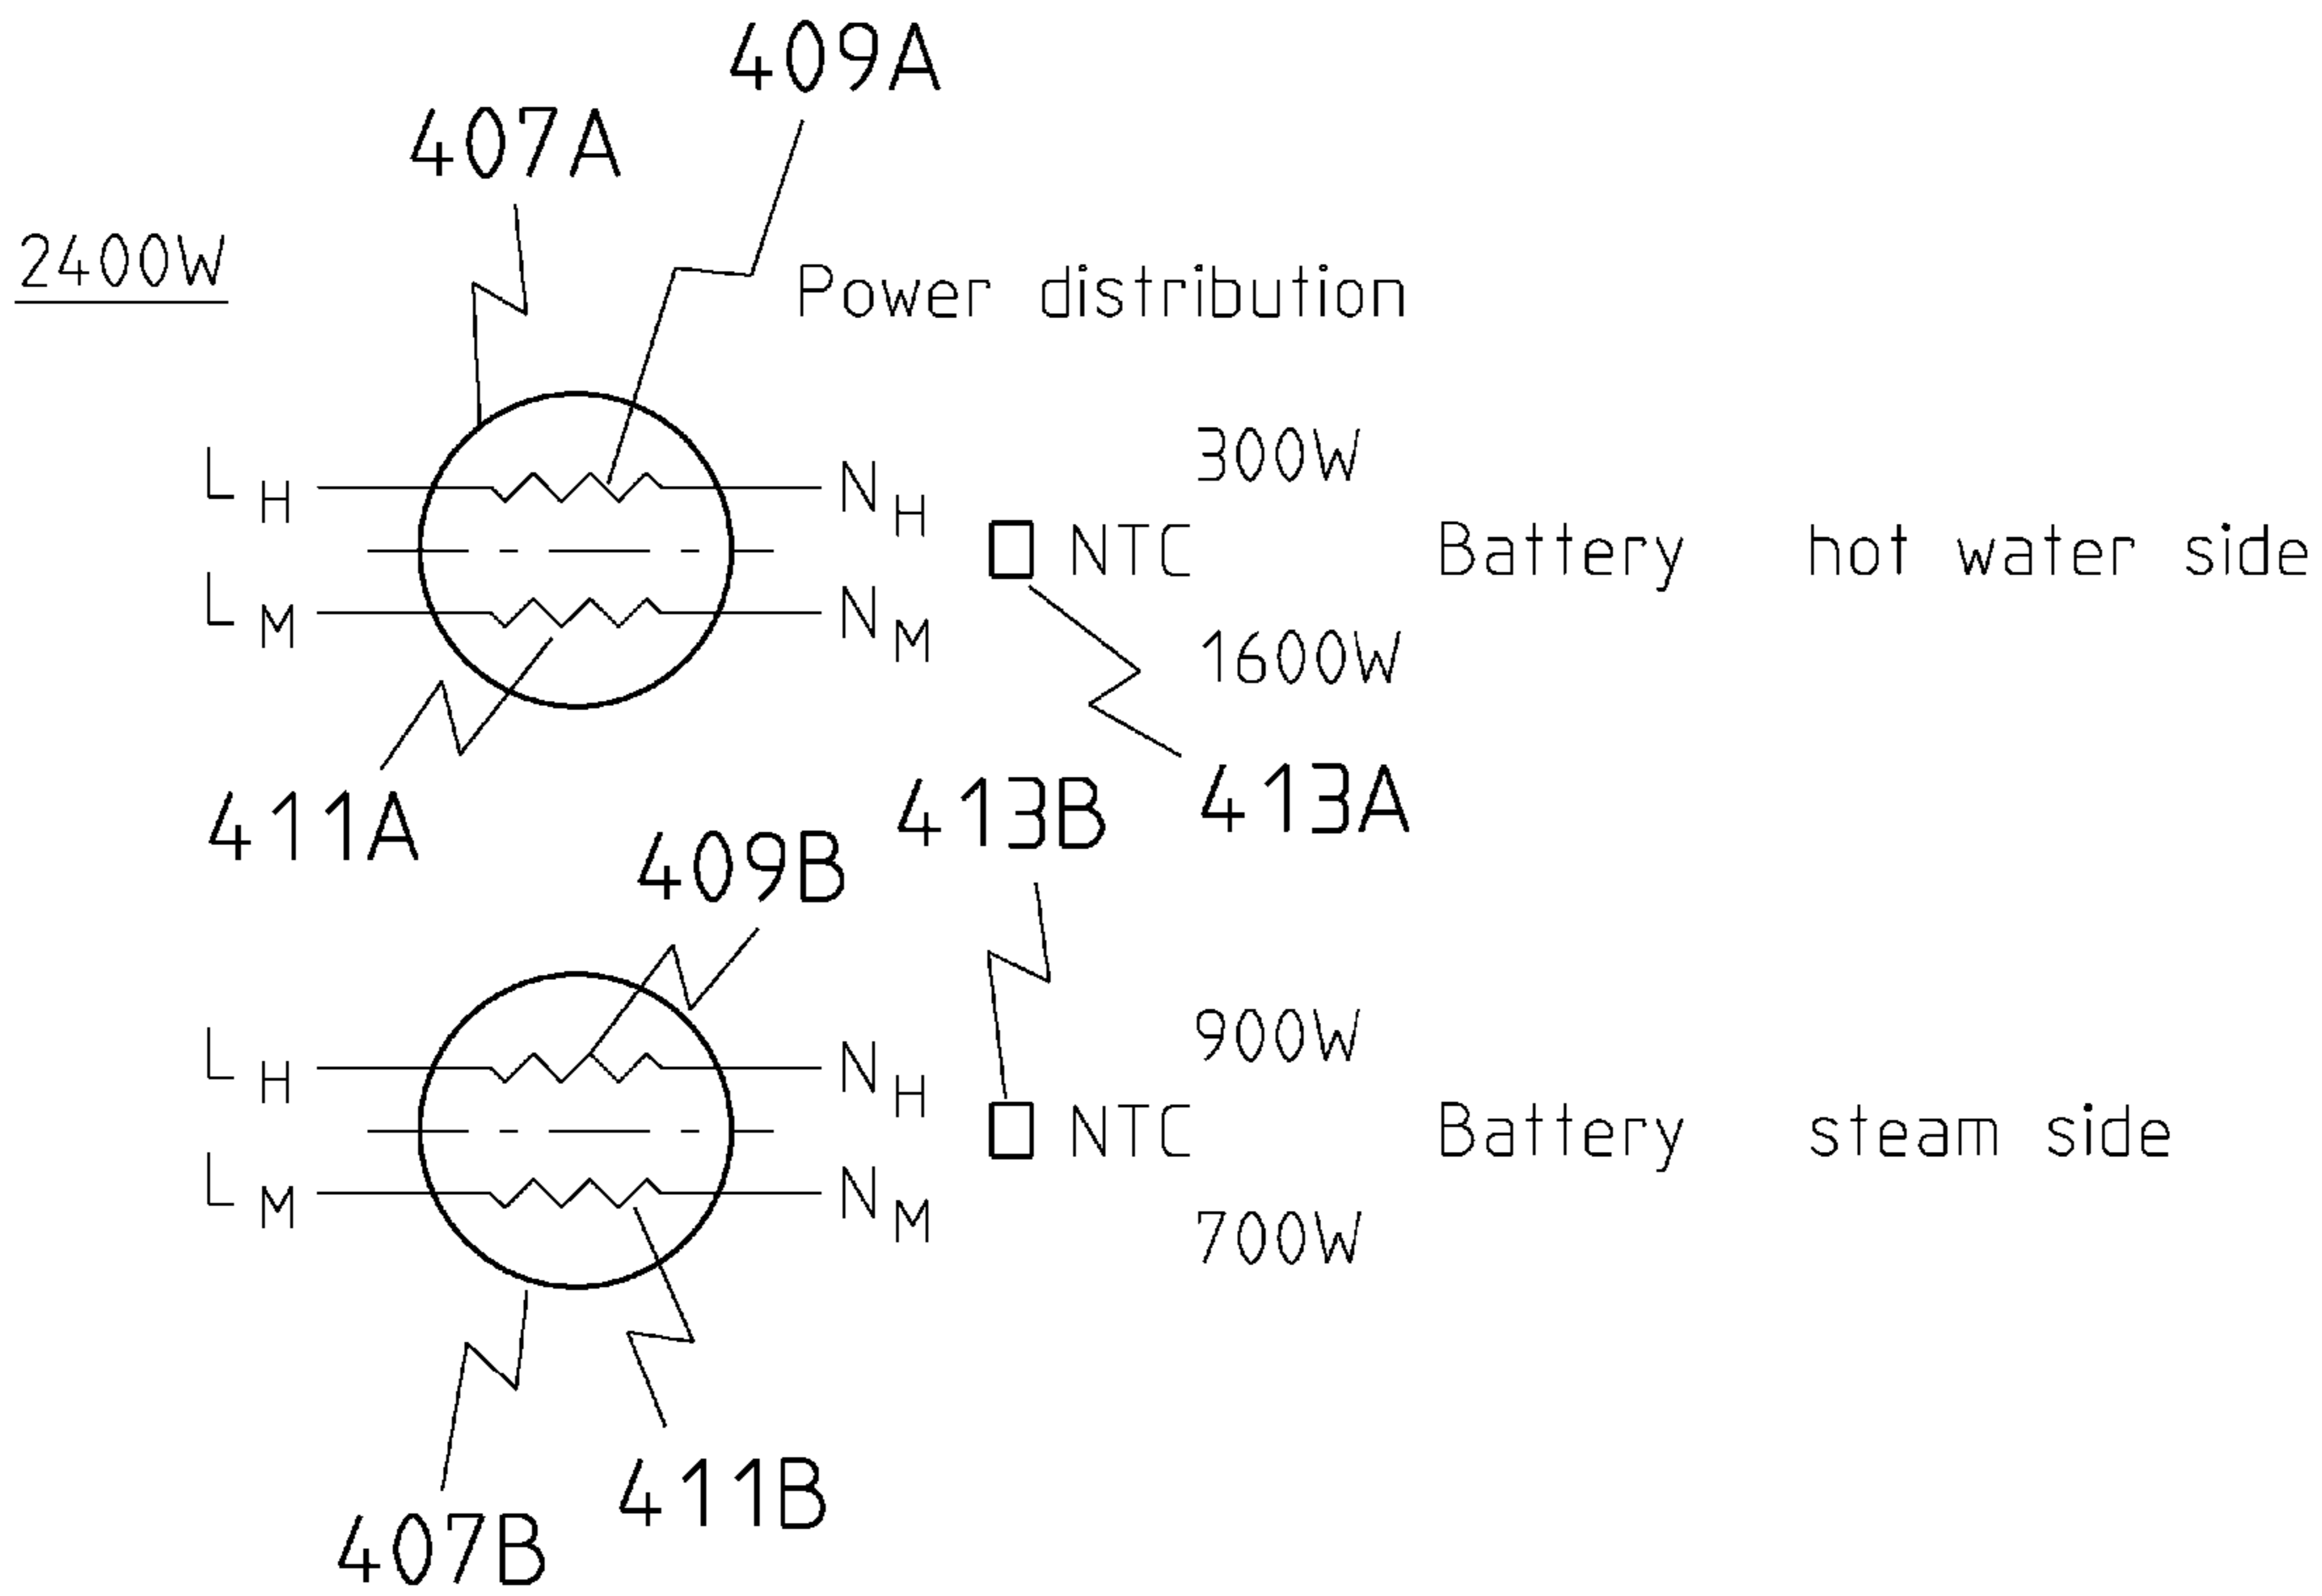 409A
407A
2400W
Power distribution
300W
L H N H
NTC Battery hot water side
L M N M
1600W
413A
413B
411A
409B
900W
L H N H
NTC Battery steam side
L M N M
700W
411B
407B